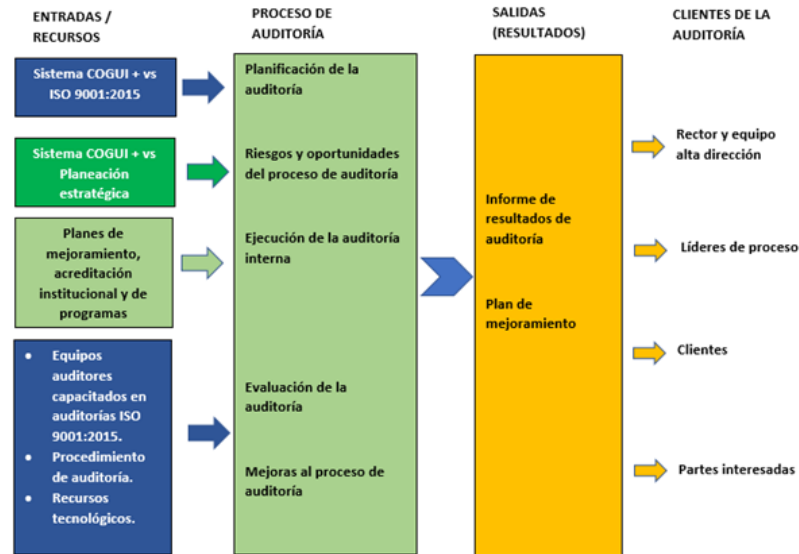 ENTRADAS /
RECURSOS
Sistema COGUI + vs
ISO 9001:2015
Sistema COGUI + vs
Planeación
estratégica
Planes de
mejoramiento,
acreditación
institucional y de
programas
• Equipos
auditores
capacitados en
auditorías ISO
9001:2015.
• Procedimiento
de auditoría.
• Recursos
tecnológicos.
PROCESO DE
AUDITORÍA
Planificación de la
auditoría
Riesgos y oportunidades
del proceso de auditoría
Ejecución de la auditoría
interna
Evaluación de la
auditoría
Mejoras al proceso de
auditoría
SALIDAS
(RESULTADOS)
Informe de
resultados de
auditoría
Plan de
mejoramiento
CLIENTES DE LA
AUDITORÍA
Rector y equipo
alta dirección
Líderes de proceso
Clientes
Partes interesadas